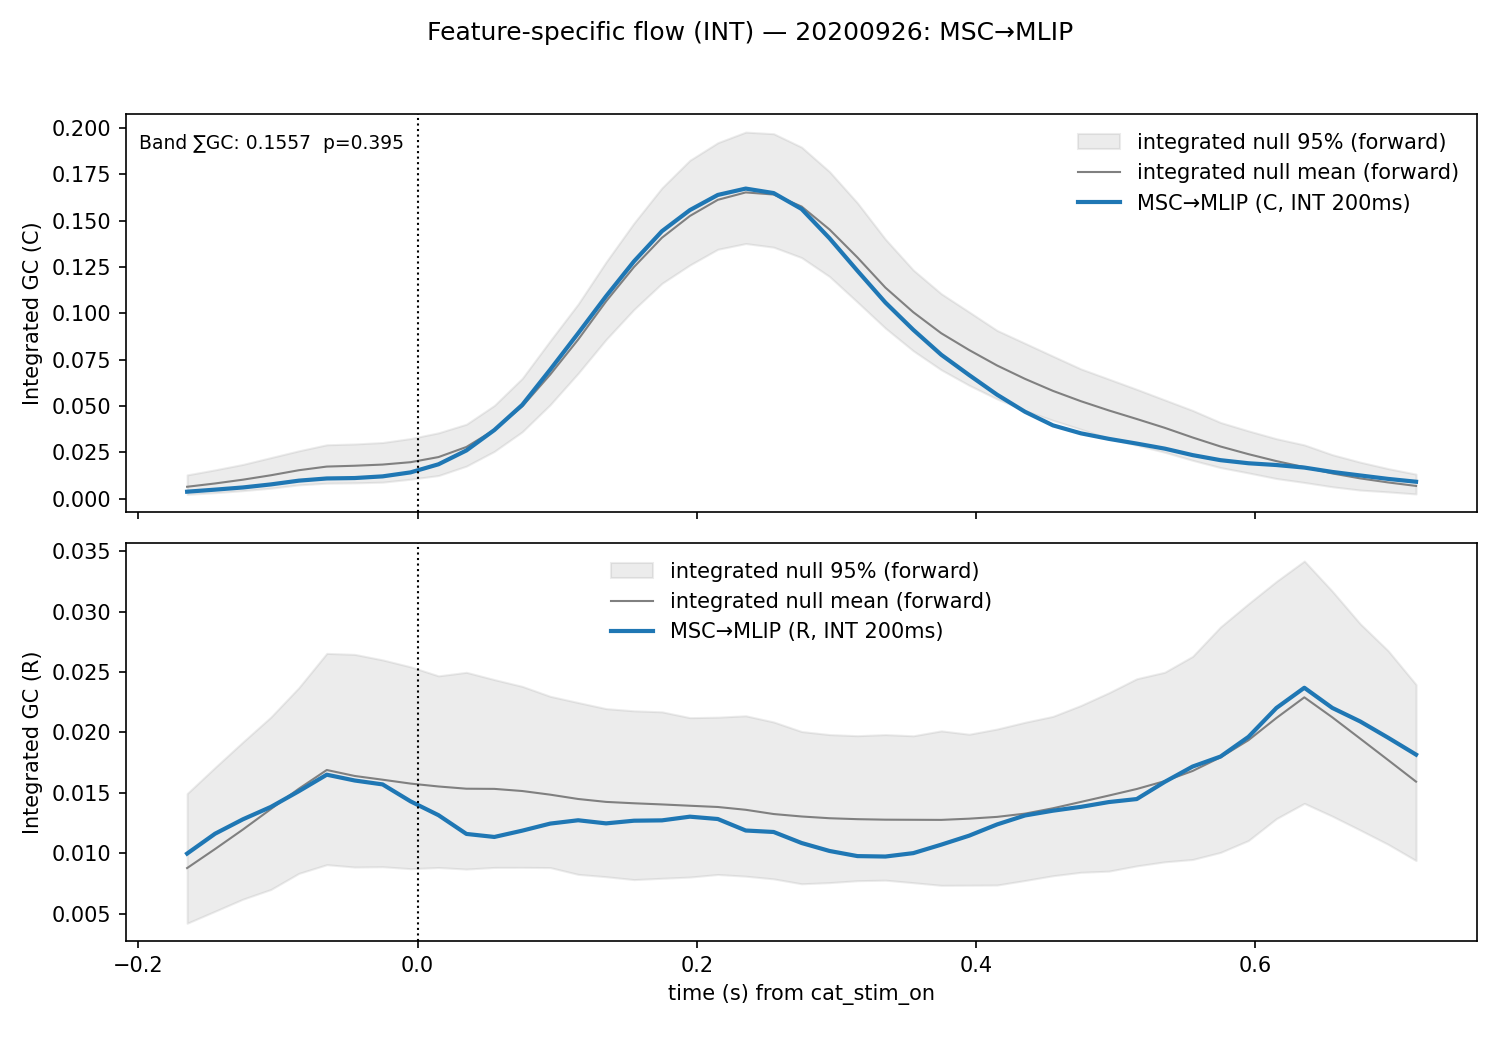 Feature-specific flow (INT) — 20200926: MSC→MLIP
Integrated GC (C)
0.200
0.175
0.150
0.125
0.100
0.075
0.050
0.025
0.000
Band ∑GC: 0.1557  p=0.395
integrated null 95% (forward)
integrated null mean (forward)
MSC→MLIP (C, INT 200ms)
Integrated GC (R)
0.035
0.030
0.025
0.020
0.015
0.010
0.005
integrated null 95% (forward)
integrated null mean (forward)
MSC→MLIP (R, INT 200ms)
−0.2 0.0 0.2 0.4 0.6
time (s) from cat_stim_on